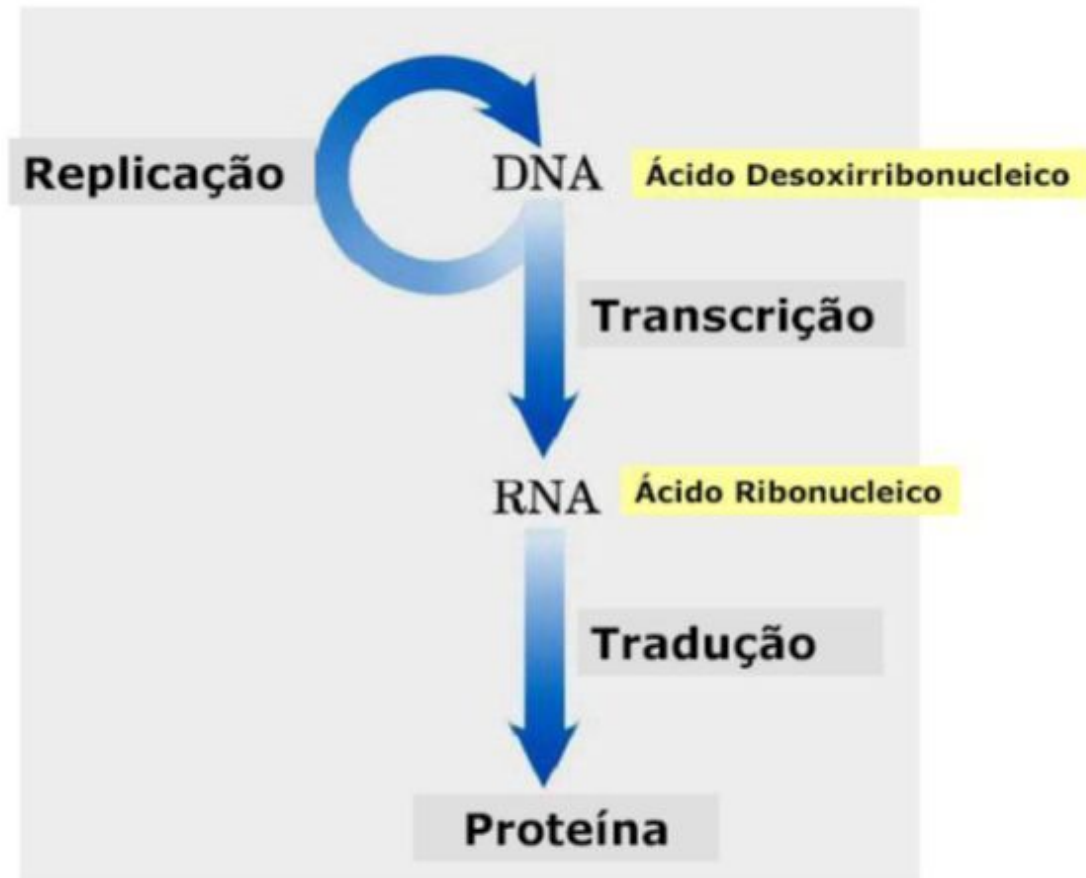 Replicação
DNA
Ácido Desoxirribonucleico
Transcrição
RNA
Ácido Ribonucleico
Tradução
Proteína